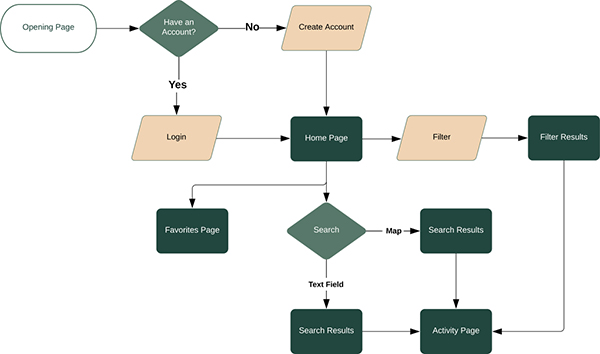 Opening Page
Have an
Account?
No
Create Account
Yes
Login
Home Page
Filter
Filter Results
Favorites Page
Search
Map
Search Results
Text Field
Search Results
Activity Page